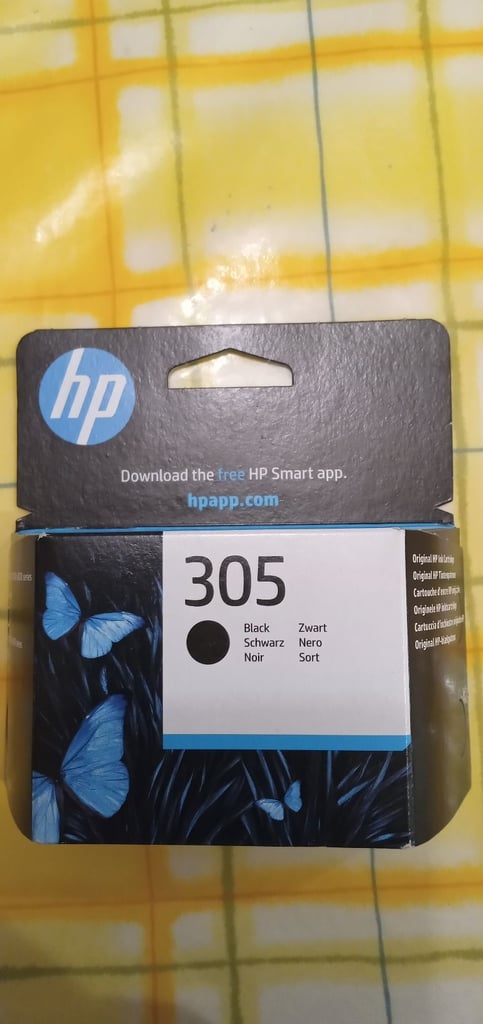 hp
Download the free HP Smart app.
hpapp.com
305
Black
Schwarz
Noir
Zwart
Nero
Sort
Original HP Ink Cartridge
Original HP Tintenpatrone
Cartouche d'encre HP
Originele HP inktcartridge
Cartuccia d'inchiostro originale HP
Original HP-blækpatron
series